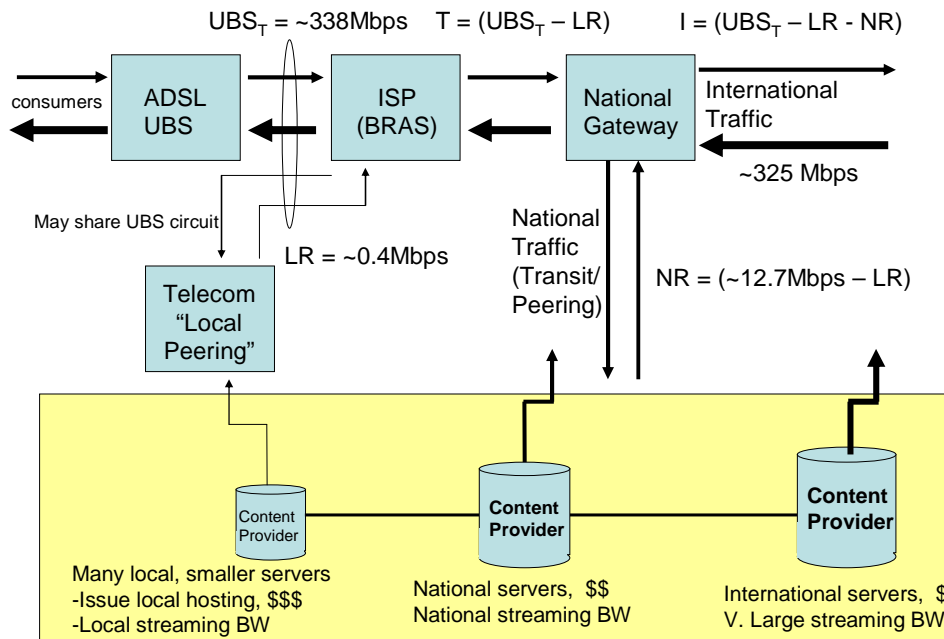 UBST = ~338Mbps
T = (UBST – LR)
I = (UBST – LR - NR)
consumers
ADSL
UBS
ISP
(BRAS)
National
Gateway
International
Traffic
~325 Mbps
May share UBS circuit
LR = ~0.4Mbps
National
Traffic
(Transit/
Peering)
NR = (~12.7Mbps – LR)
Telecom
“Local
Peering”
Content
Provider
Content
Provider
Content
Provider
Many local, smaller servers
-Issue local hosting, $$$
-Local streaming BW
National servers, $$
National streaming BW
International servers, $
V. Large streaming BW